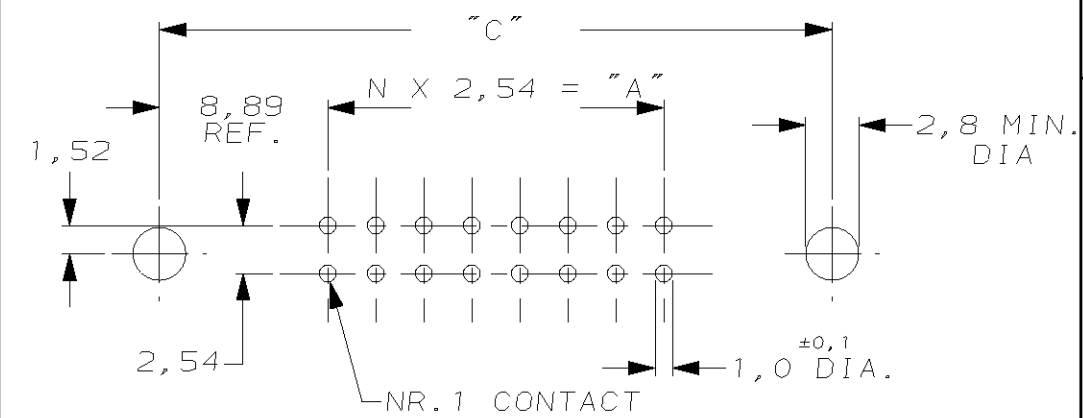 "C"
N X 2,54 = "A"
8,89
REF.
1,52
2,8 MIN.
DIA
2,54
±0,1
1,0 DIA.
NR.1 CONTACT